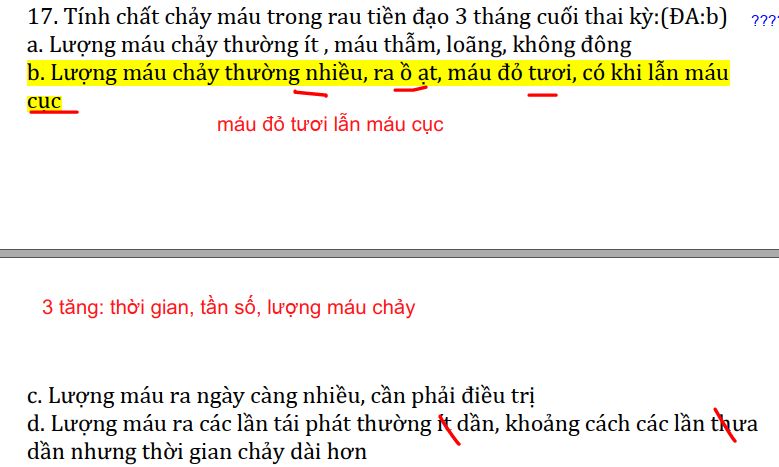 17. Tính chất chảy máu trong rau tiền đạo 3 tháng cuối thai kỳ:(ĐA:b) ????
a. Lượng máu chảy thường ít , máu thẫm, loãng, không đông
b. Lượng máu chảy thường nhiều, ra ồ ạt, máu đỏ tươi, có khi lẫn máu
cục
máu đỏ tươi lẫn máu cục
3 tăng: thời gian, tần số, lượng máu chảy
c. Lượng máu ra ngày càng nhiều, cần phải điều trị
d. Lượng máu ra các lần tái phát thường ít dần, khoảng cách các lần thưa
dần nhưng thời gian chảy dài hơn